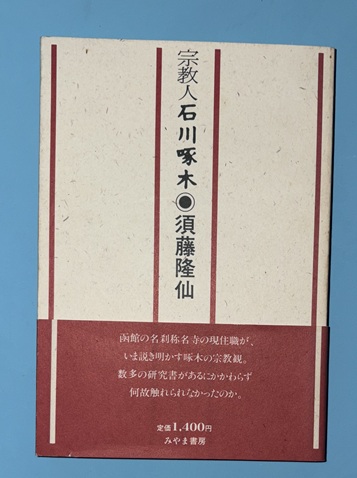 宗教人石川啄木◉須藤隆仙
函館の名刹称名寺の現住職が、
いま説き明かす啄木の宗教観。
数多の研究書があるにかかわらず
何故触れられなかったのか。
定価1,400円
みやま書房